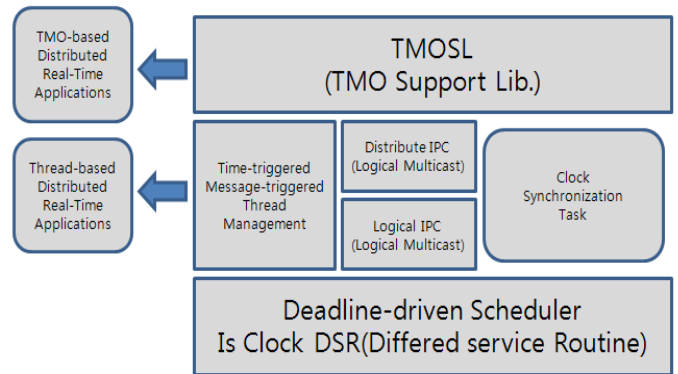 TMO-based
Distributed
Real-Time
Applications
TMOSL
(TMO Support Lib.)
Thread-based
Distributed
Real-Time
Applications
Time-triggered
Message-triggered
Thread
Management
Distribute IPC
(Logical Multicast)
Logical IPC
(Logical Multicast)
Clock
Synchronization
Task
Deadline-driven Scheduler
Is Clock DSR(Differed service Routine)